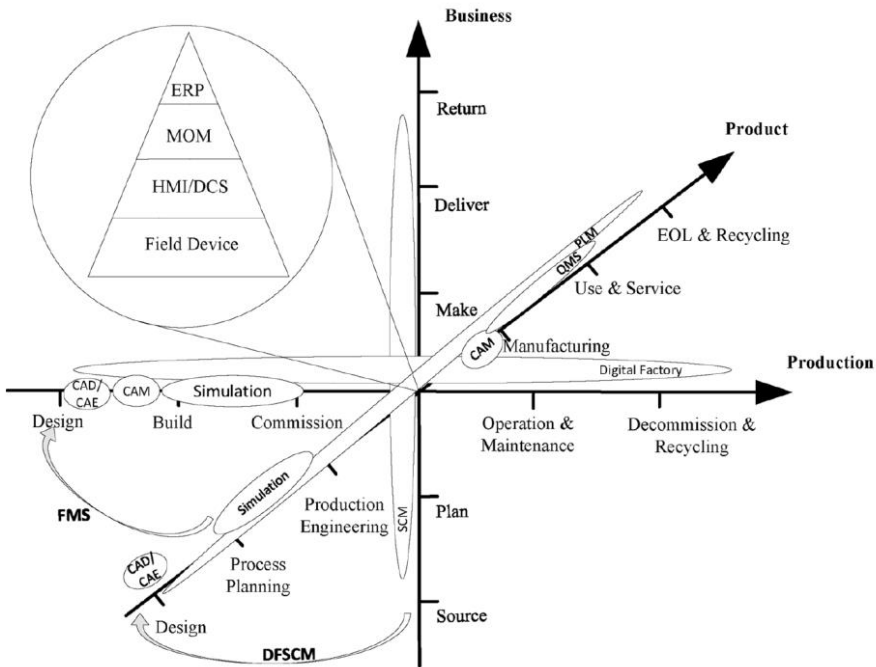 Business
ERP
MOM
HMI/DCS
Field Device
Return
Deliver
Make
Product
EOL & Recycling
PLM
QMS
Use & Service
CAM
Manufacturing
Digital Factory
Production
CAD/
CAE
CAM
Simulation
Design
Build
Commission
Operation &
Maintenance
Decommission &
Recycling
FMS
Simulation
Production
Engineering
SCM
Plan
CAD/
CAE
Process
Planning
Design
Source
DFSCM